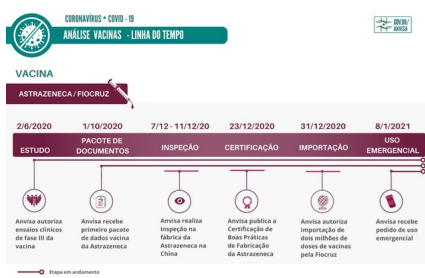 CORONAVÍRUS • COVID - 19
ANÁLISE VACINAS - LINHA DO TEMPO
GOV.BR/
ANVISA
VACINA
ASTRAZENECA / FIOCRUZ
2/6/2020
1/10/2020
7/12 - 11/12/20
23/12/2020
31/12/2020
8/1/2021
ESTUDO
PACOTE DE
DOCUMENTOS
INSPEÇÃO
CERTIFICAÇÃO
IMPORTAÇÃO
USO
EMERGENCIAL
Anvisa autoriza
ensaios clínicos
de fase III da
vacina
Anvisa recebe
primeiro pacote
de dados vacina
da Astrazeneca
Anvisa realiza
inspeção na
fábrica da
Astrazeneca na
China
Anvisa publica a
Certificação de
Boas Práticas
de Fabricação
da Astrazeneca
Anvisa autoriza
importação de
dois milhões de
doses de vacinas
pela Fiocruz
Anvisa recebe
pedido de uso
emergencial
Etapa em andamento